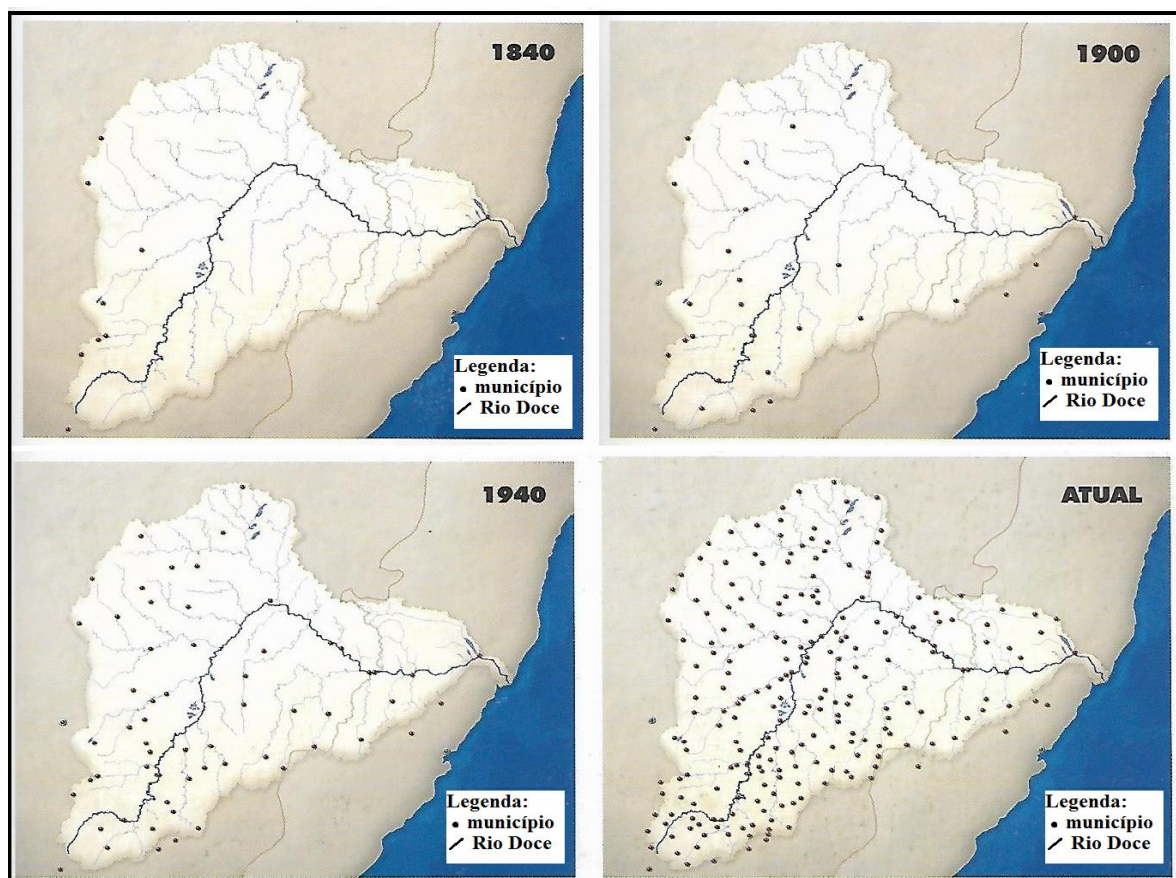 1840
Legenda:
município
Rio Doce
1900
Legenda:
município
Rio Doce
1940
Legenda:
município
Rio Doce
ATUAL
Legenda:
município
Rio Doce